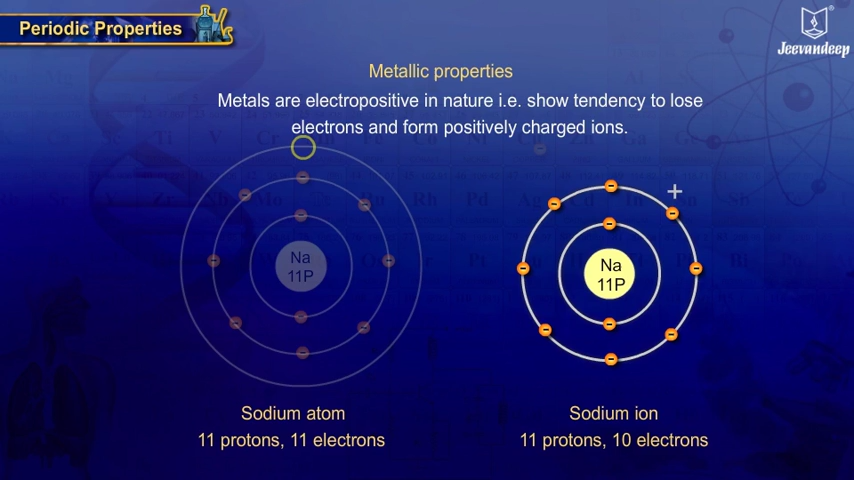 Periodic Properties
Jeevandeep
Metallic properties
Metals are electropositive in nature i.e. show tendency to lose
electrons and form positively charged ions.
Na
11P
Na
11P
+
Sodium atom
11 protons, 11 electrons
Sodium ion
11 protons, 10 electrons